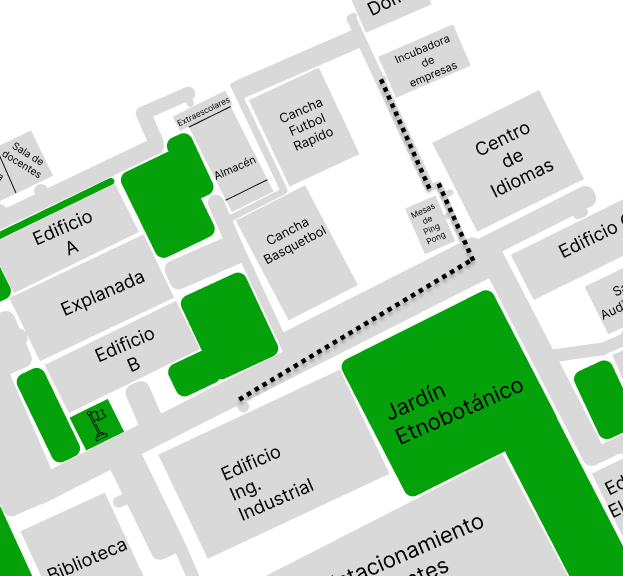 Incubadora
de
empresas
Extraescolares
Cancha
Futbol
Rapido
Centro
de
Idiomas
Sala de
docentes
Almacén
Edificio
A
Mesas
de
Ping
Pong
Cancha
Basquetbol
Edificio
Explanada
Edificio
B
Jardín
Etnobotánico
Edificio
Ing.
Industrial
Biblioteca